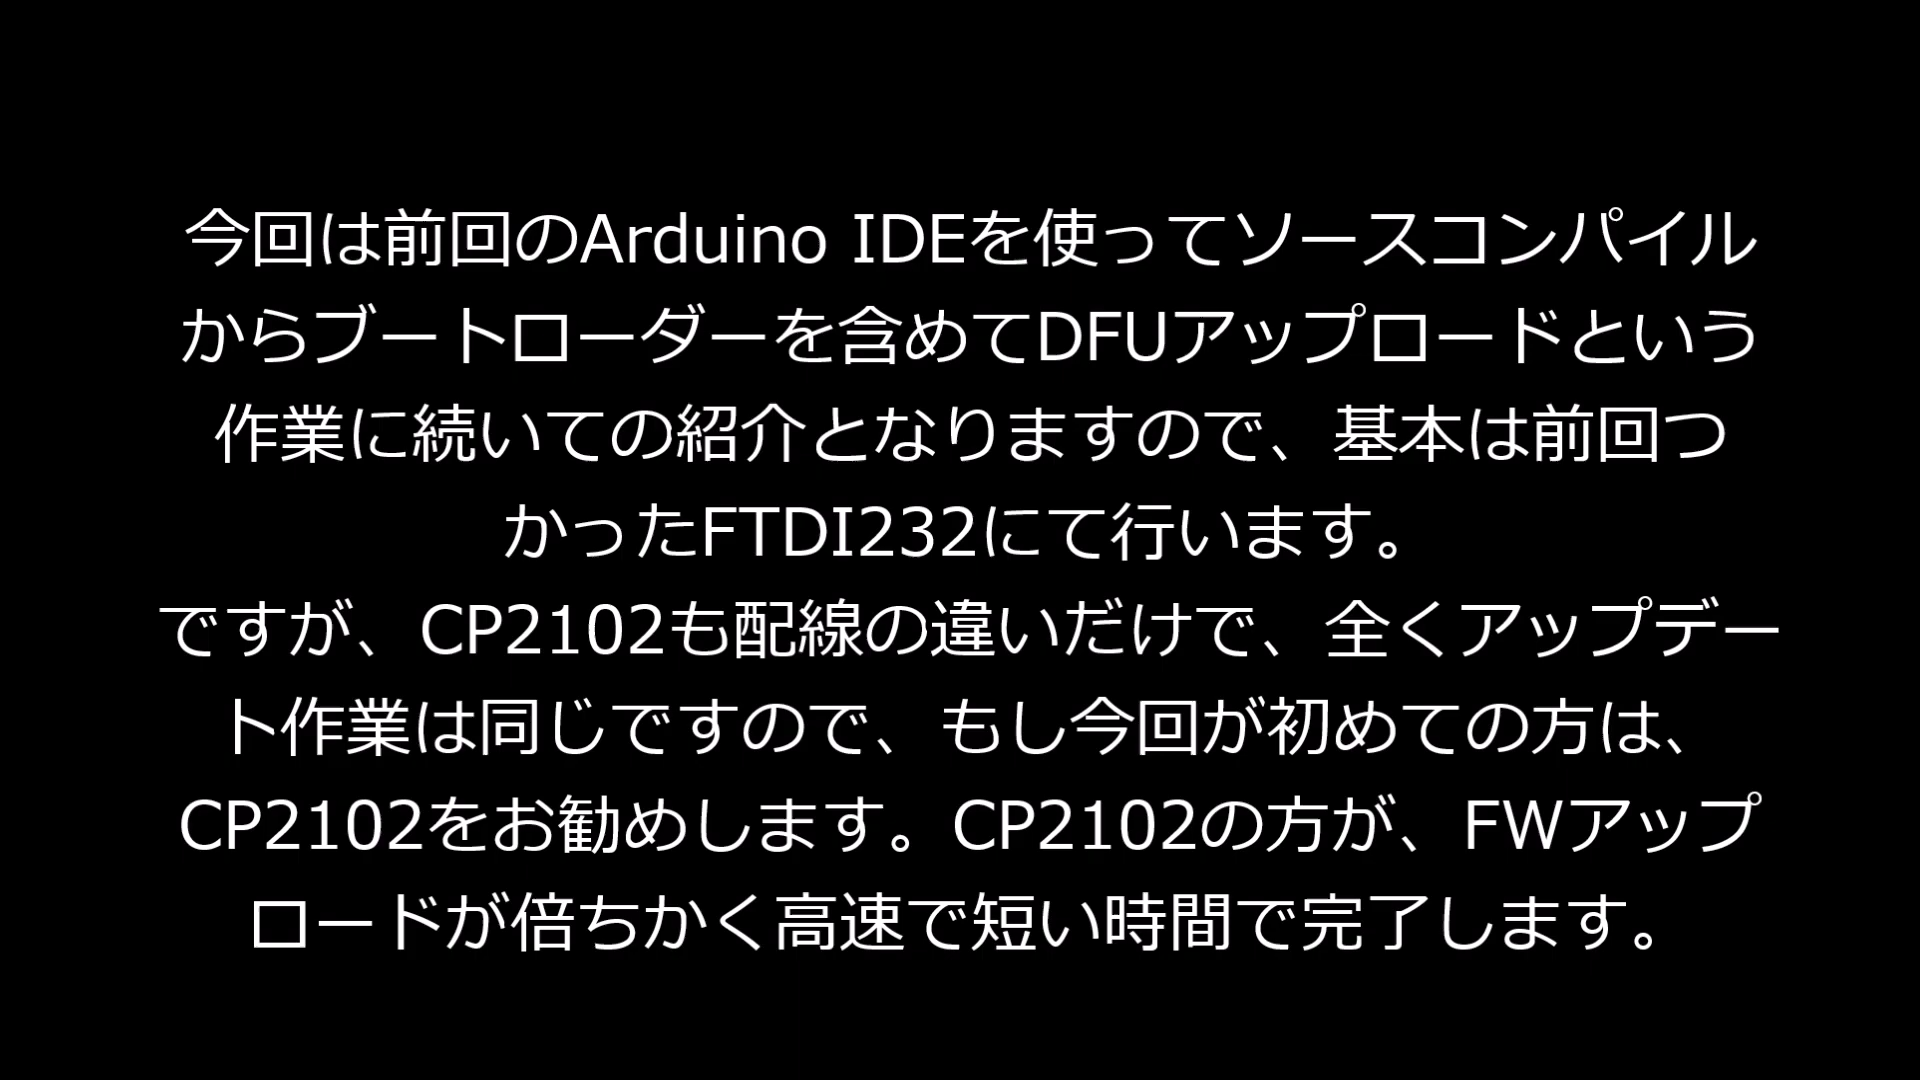 今回は前回のArduino IDEを使ってソースコンパイル
からブートローダーを含めてDFUアップロードという
作業に続いての紹介となりますので、基本は前回つ
かったFTDI232にて行います。
ですが、CP2102も配線の違いだけで、全くアップデー
ト作業は同じですので、もし今回が初めての方は、
CP2102をお勧めします。CP2102の方が、FWアップ
ロードが倍ちかく高速で短い時間で完了します。